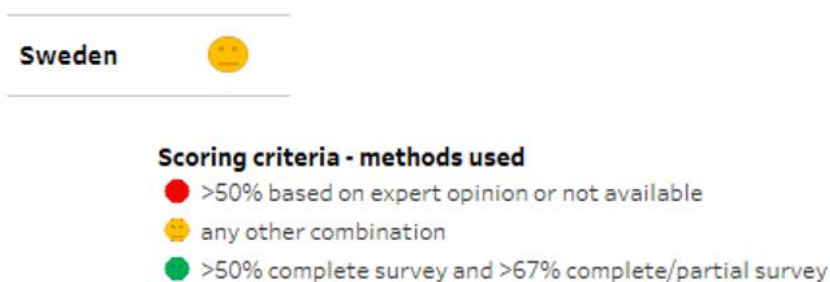 Sweden
Scoring criteria - methods used
>50% based on expert opinion or not available
any other combination
>50% complete survey and >67% complete/partial survey